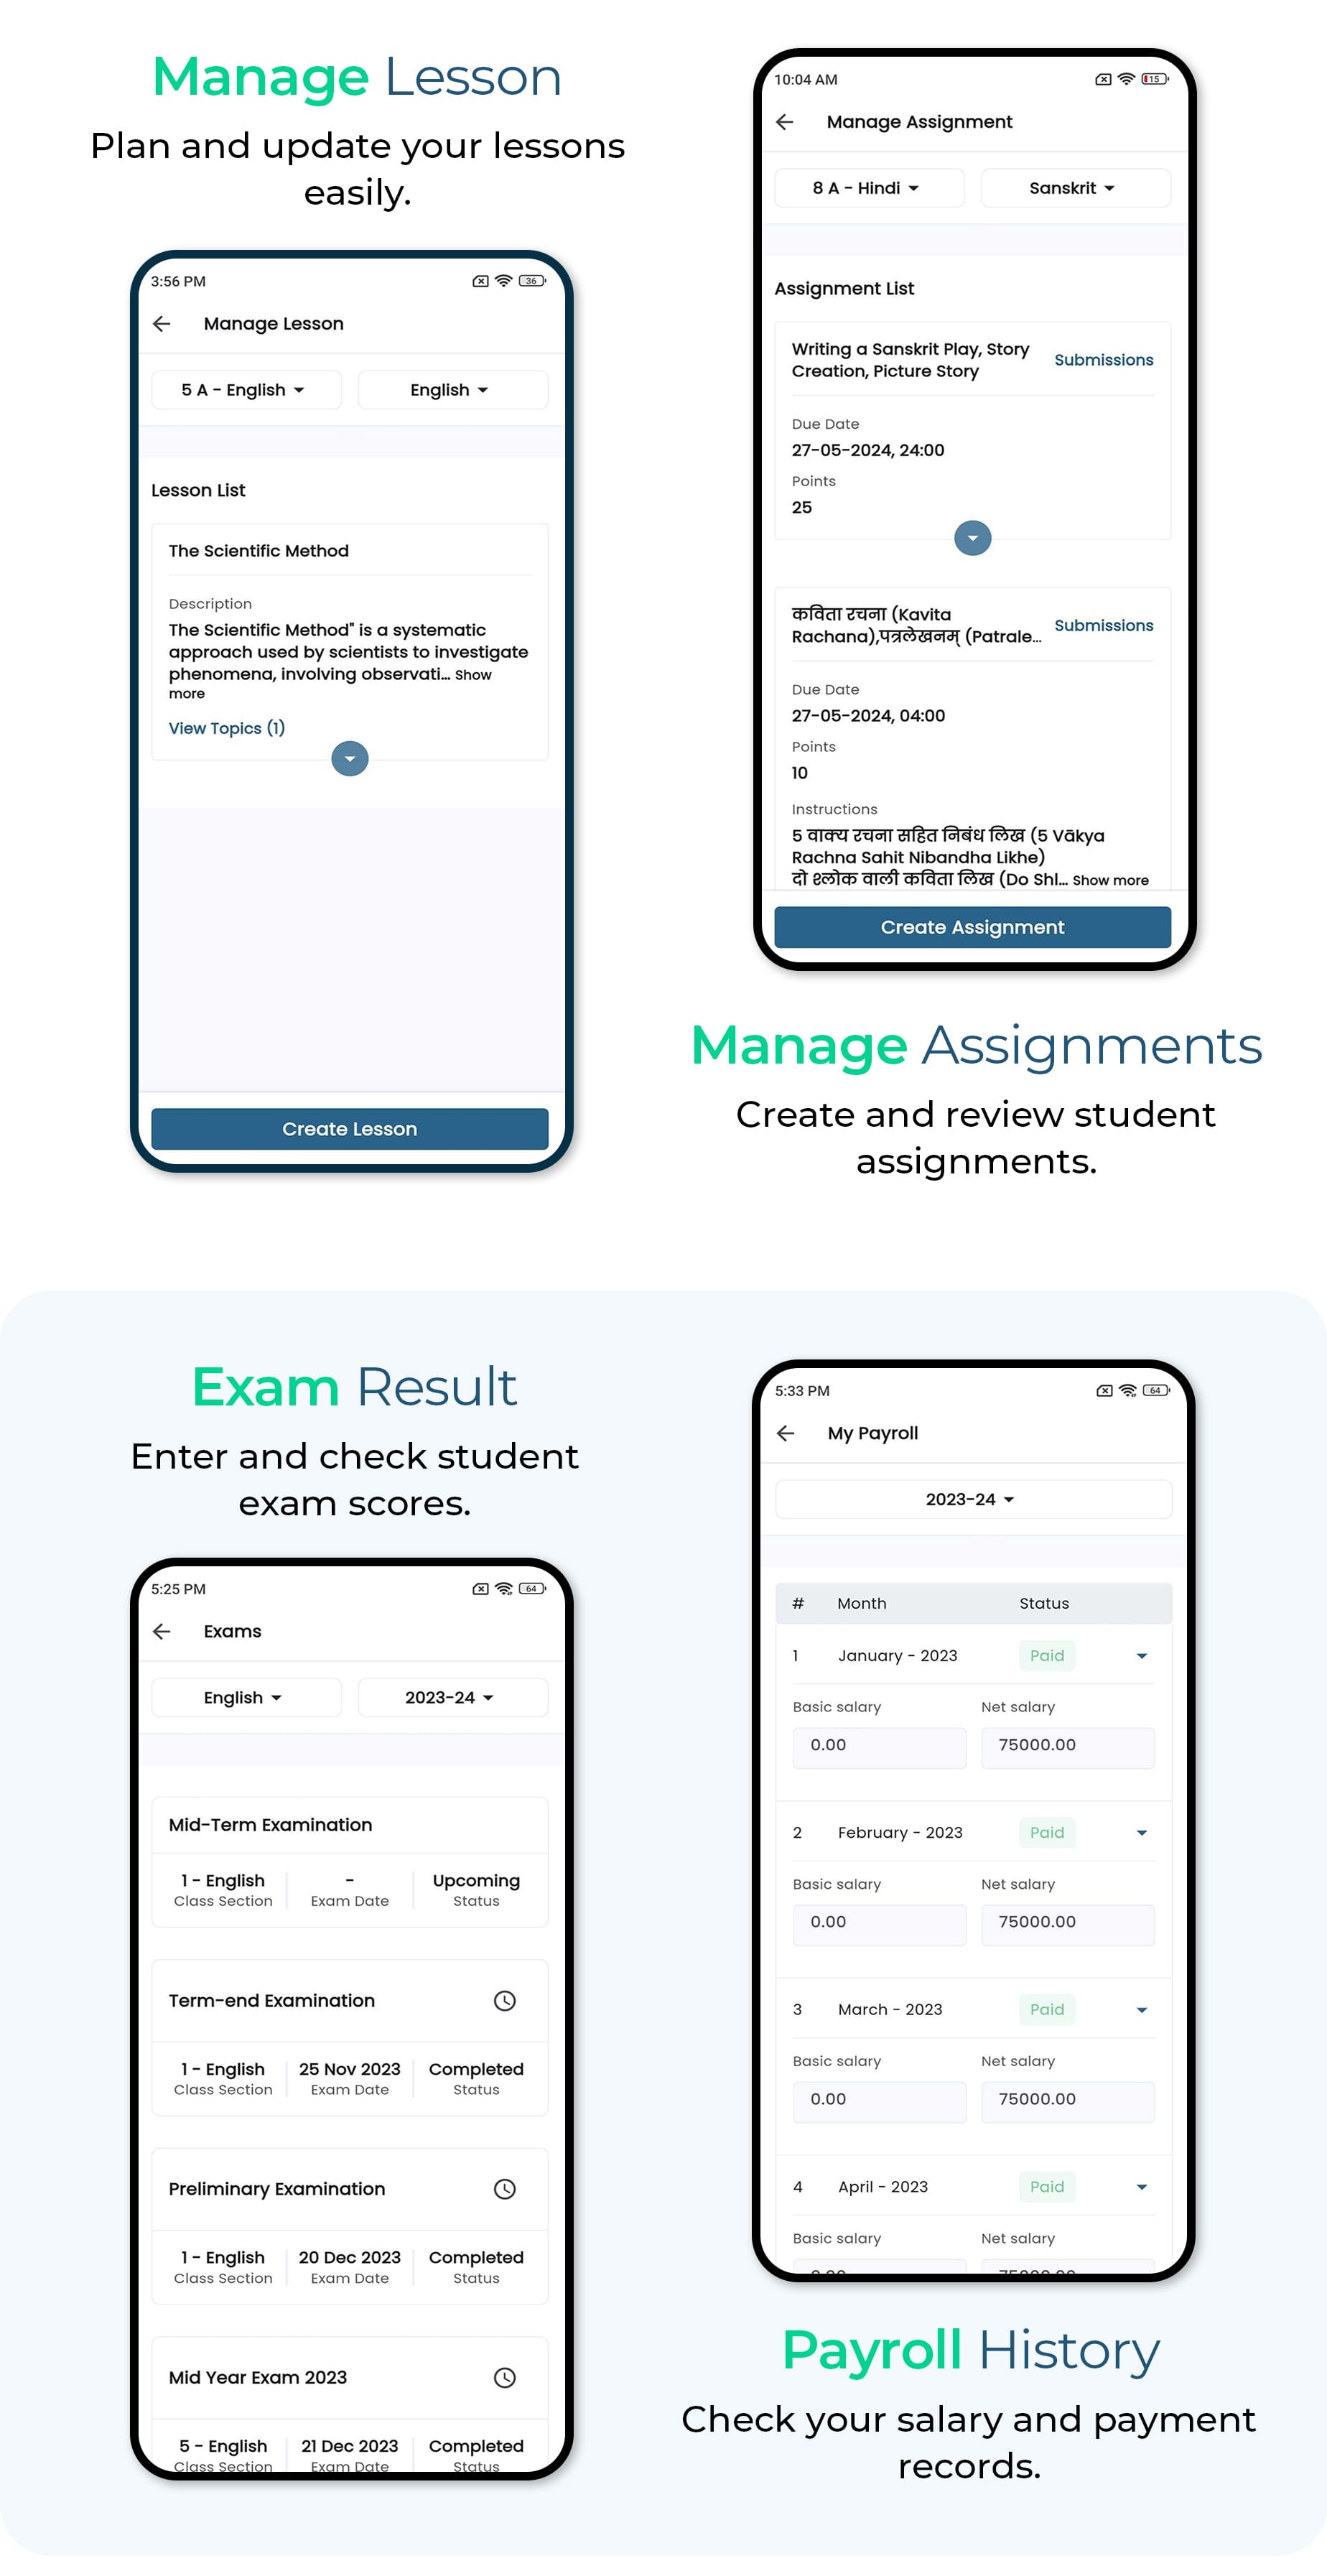 Manage Lesson
Plan and update your lessons
easily.
3:56 PM
36
Manage Lesson
5 A - English
English
Lesson List
The Scientific Method
Description
The Scientific Method" is a systematic
approach used by scientists to investigate
phenomena, involving observati... Show
more
View Topics (1)
Create Lesson
10:04 AM
15
Manage Assignment
8 A - Hindi
Sanskrit
Assignment List
Writing a Sanskrit Play, Story
Creation, Picture Story
Submissions
Due Date
27-05-2024, 24:00
Points
25
कविता रचना (Kavita
Rachana),पत्रलेखनम् (Patrale...
Submissions
Due Date
27-05-2024, 04:00
Points
10
Instructions
5 वाक्य रचना सहित निबंध लिख (5 Vākya
Rachna Sahit Nibandha Likhe)
दो श्लोक वाली कविता लिख (Do Shl... Show more
Create Assignment
Manage Assignments
Create and review student
assignments.
Exam Result
Enter and check student
exam scores.
5:25 PM
64
Exams
English
2023-24
Mid-Term Examination
1 - English - Upcoming
Class Section Exam Date Status
Term-end Examination
1 - English 25 Nov 2023 Completed
Class Section Exam Date Status
Preliminary Examination
1 - English 20 Dec 2023 Completed
Class Section Exam Date Status
Mid Year Exam 2023
5 - English 21 Dec 2023 Completed
Class Section Exam Date Status
5:33 PM
64
My Payroll
2023-24
# Month Status
1 January - 2023 Paid
Basic salary Net salary
0.00 75000.00
2 February - 2023 Paid
Basic salary Net salary
0.00 75000.00
3 March - 2023 Paid
Basic salary Net salary
0.00 75000.00
4 April - 2023 Paid
Basic salary Net salary
Payroll History
Check your salary and payment
records.